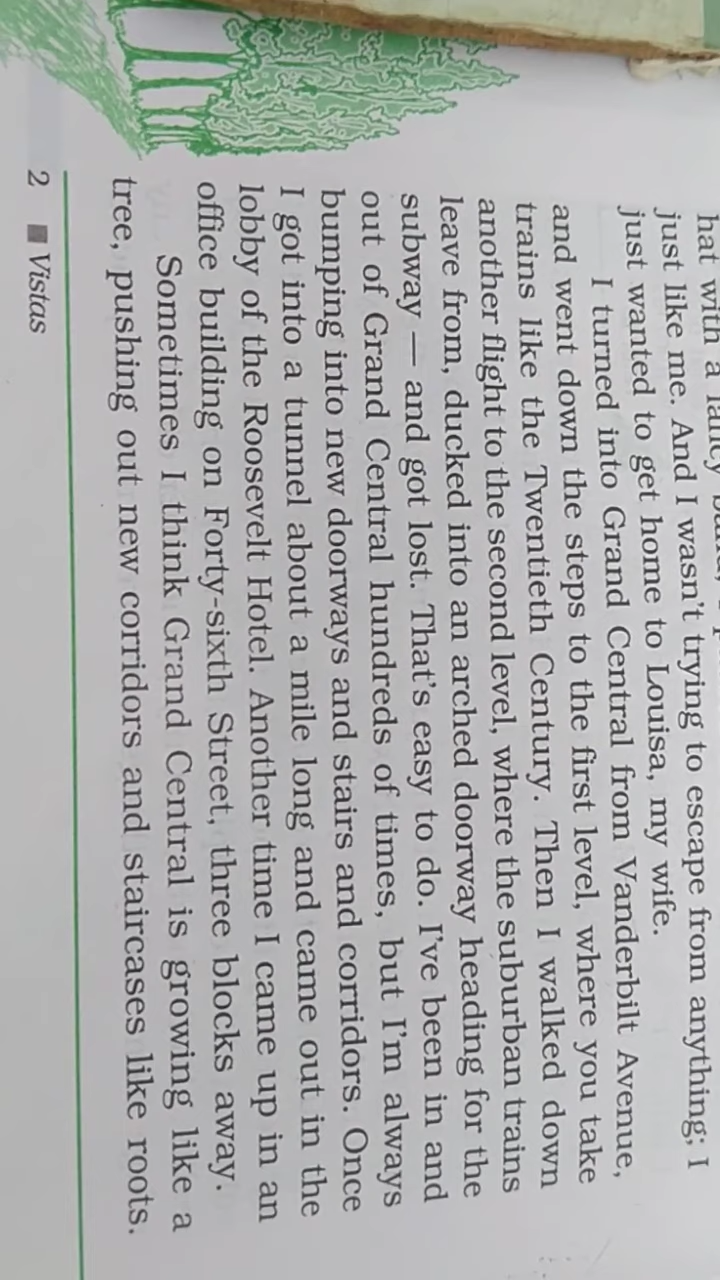 hat with a fancy
just like me. And I wasn't trying to escape from anything; I
just wanted to get home to Louisa, my wife.
I turned into Grand Central from Vanderbilt Avenue,
and went down the steps to the first level, where you take
trains like the Twentieth Century. Then I walked down
another flight to the second level, where the suburban trains
leave from, ducked into an arched doorway heading for the
subway — and got lost. That's easy to do. I've been in and
out of Grand Central hundreds of times, but I'm always
bumping into new doorways and stairs and corridors. Once
I got into a tunnel about a mile long and came out in the
lobby of the Roosevelt Hotel. Another time I came up in an
office building on Forty-sixth Street, three blocks away.
Sometimes I think Grand Central is growing like a
tree, pushing out new corridors and staircases like roots.
2 ■ Vistas